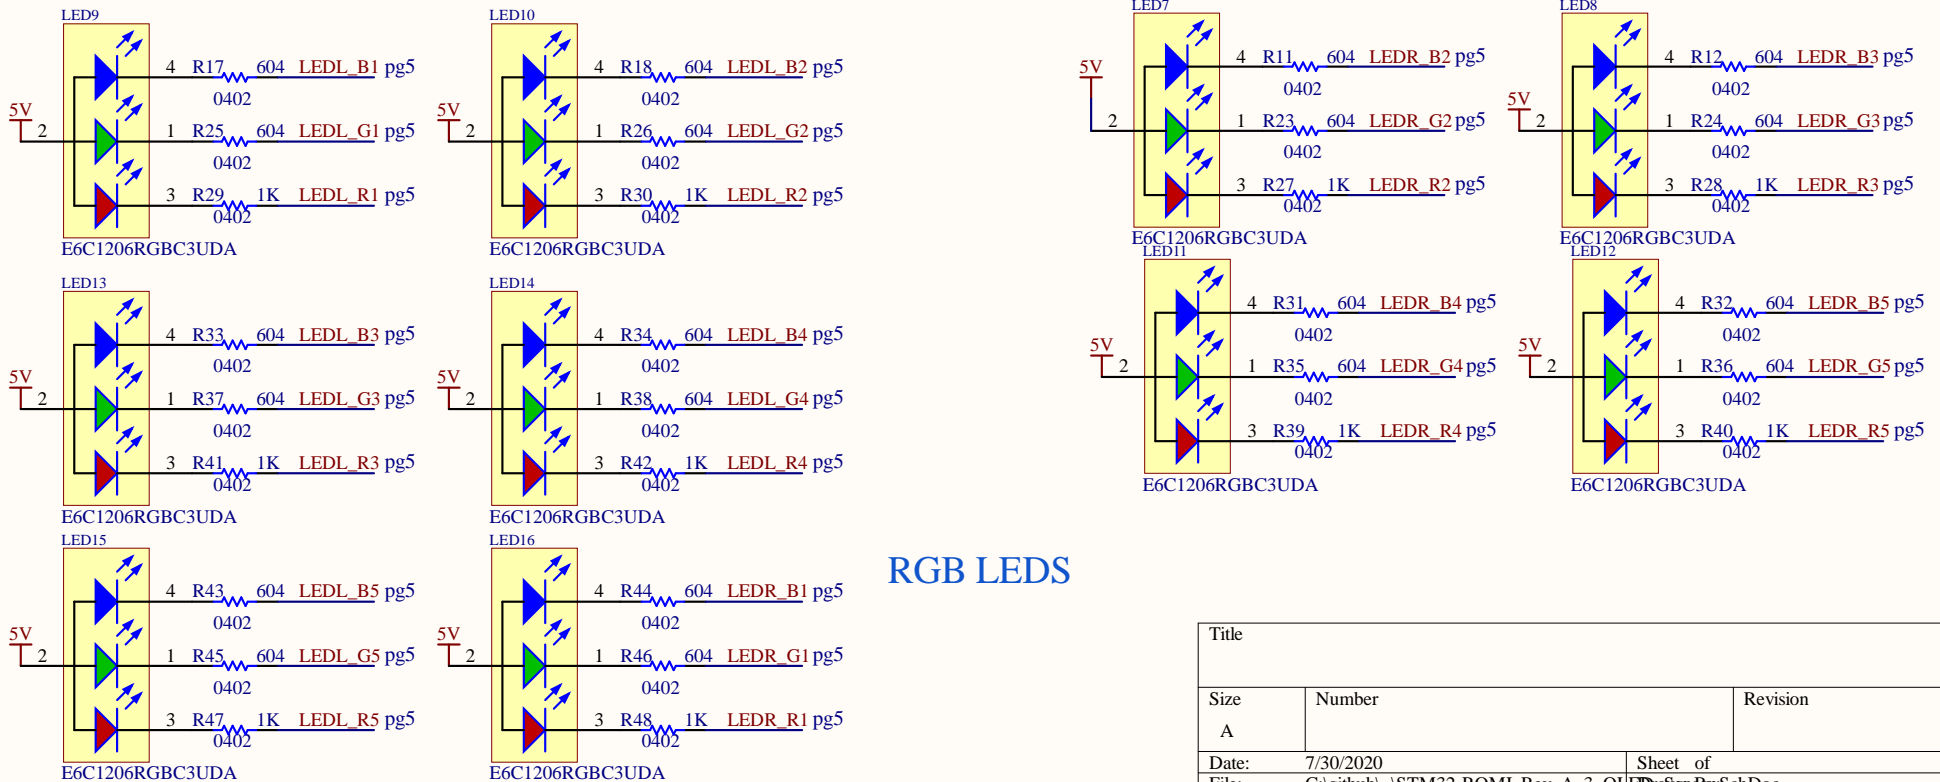 LED9
5V
2
4 R17 604 LEDL_B1 pg5
0402
1 R25 604 LEDL_G1 pg5
0402
3 R29 1K LEDL_R1 pg5
0402
E6C1206RGBC3UDA
LED10
5V
2
4 R18 604 LEDL_B2 pg5
0402
1 R26 604 LEDL_G2 pg5
0402
3 R30 1K LEDL_R2 pg5
0402
E6C1206RGBC3UDA
LED7
5V
2
4 R11 604 LEDR_B2 pg5
0402
1 R23 604 LEDR_G2 pg5
0402
3 R27 1K LEDR_R2 pg5
0402
E6C1206RGBC3UDA
LED8
5V
2
4 R12 604 LEDR_B3 pg5
0402
1 R24 604 LEDR_G3 pg5
0402
3 R28 1K LEDR_R3 pg5
0402
E6C1206RGBC3UDA
LED13
5V
2
4 R33 604 LEDL_B3 pg5
0402
1 R37 604 LEDL_G3 pg5
0402
3 R41 1K LEDL_R3 pg5
0402
E6C1206RGBC3UDA
LED14
5V
2
4 R34 604 LEDL_B4 pg5
0402
1 R38 604 LEDL_G4 pg5
0402
3 R42 1K LEDL_R4 pg5
0402
E6C1206RGBC3UDA
LED11
5V
2
4 R31 604 LEDR_B4 pg5
0402
1 R35 604 LEDR_G4 pg5
0402
3 R39 1K LEDR_R4 pg5
0402
E6C1206RGBC3UDA
LED12
5V
2
4 R32 604 LEDR_B5 pg5
0402
1 R36 604 LEDR_G5 pg5
0402
3 R40 1K LEDR_R5 pg5
0402
E6C1206RGBC3UDA
LED15
5V
2
4 R43 604 LEDL_B5 pg5
0402
1 R45 604 LEDL_G5 pg5
0402
3 R47 1K LEDL_R5 pg5
0402
E6C1206RGBC3UDA
LED16
5V
2
4 R44 604 LEDR_B1 pg5
0402
1 R46 604 LEDR_G1 pg5
0402
3 R48 1K LEDR_R1 pg5
0402
E6C1206RGBC3UDA
RGB LEDS
Title
Size Number Revision
A
Date: 7/30/2020 Sheet of
File: